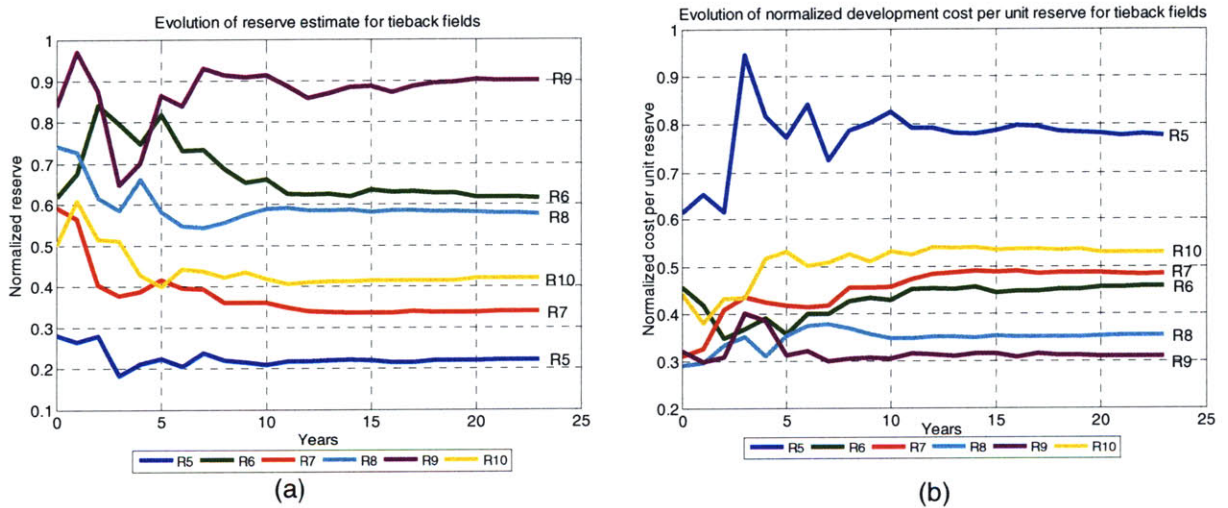 Evolution of reserve estimate for tieback fields
1
0.9
0.8
0.7
0.6
0.5
0.4
0.3
0.2
0.1
Normalized reserve
R9
R6
R8
R10
R7
R5
0 5 10 15 20 25
Years
R5 R6 R7 R8 R9 R10
(a)
Evolution of normalized development cost per unit reserve for tieback fields
1
0.9
0.8
0.7
0.6
0.5
0.4
0.3
0.2
Normalized cost per unit reserve
R5
R10
R7
R6
R8
R9
0 5 10 15 20 25
Years
R5 R6 R7 R8 R9 R10
(b)